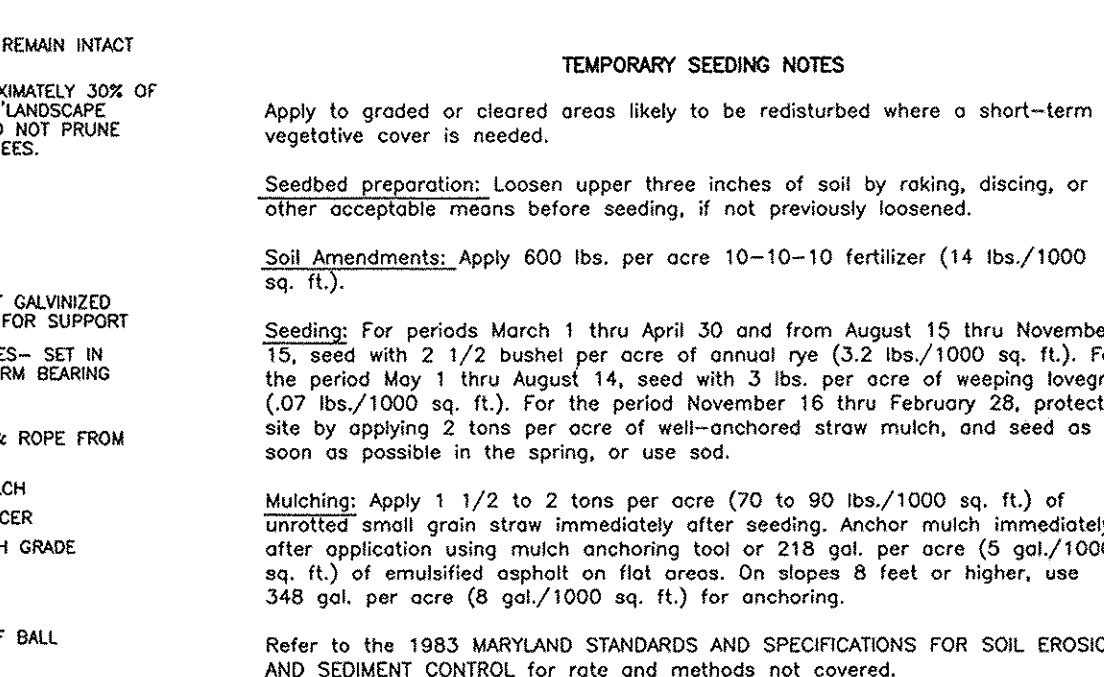 REMAIN INTACT
30% OF
'LANDSCAPE
NOT PRUNE
GALVINIZED
FOR SUPPORT
SET IN
BEARING
ROPE FROM
GRADE
BALL
TEMPORARY SEEDING NOTES
Apply to graded or cleared areas likely to be redisturbed where a short-term
vegetative cover is needed.
Seedbed preparation: Loosen upper three inches of soil by raking, discing, or
other acceptable means before seeding, if not previously loosened.
Soil Amendments: Apply 600 lbs. per acre 10-10-10 fertilizer (14 lbs./1000
sq. ft.).
Seeding: For periods March 1 thru April 30 and from August 15 thru
15, seed with 2 1/2 bushel per acre of annual rye (3.2 lbs./1000 sq. ft.).
the period May 1 thru August 14, seed with 3 lbs. per acre of weeping
(.07 lbs./1000 sq. ft.). For the period November 16 thru February 28, protect
site by applying 2 tons per acre of well-anchored straw mulch, and seed as
soon as possible in the spring, or use sod.
Mulching: Apply 1 1/2 to 2 tons per acre (70 to 90 lbs./1000 sq. ft.) of
unrotted small grain straw immediately after seeding. Anchor mulch
after application using mulch anchoring tool or 218 gal. per acre (5
sq. ft.) of emulsified asphalt on flat areas. On slopes 8 feet or higher, use
348 gal. per acre (8 gal./1000 sq. ft.) for anchoring.
Refer to the 1983 MARYLAND STANDARDS AND SPECIFICATIONS FOR SOIL
AND SEDIMENT CONTROL for rate and methods not covered.